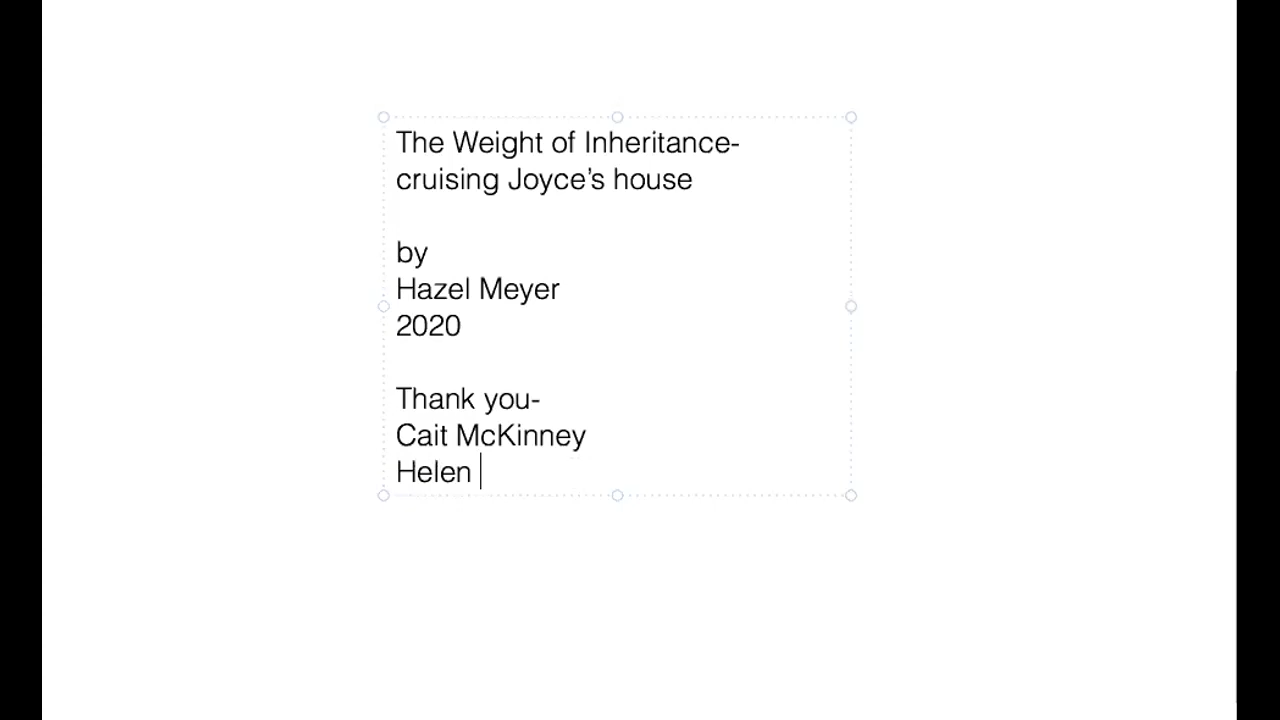 The Weight of Inheritance-
cruising Joyce’s house
by
Hazel Meyer
2020
Thank you-
Cait McKinney
Helen